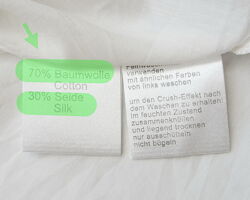 70% Baumwolle
Cotton
30% Seide
Silk
Feinwäsche
verwenden
mit ähnlichen Farben
von links waschen
um den Crush-Effekt nach
dem Waschen zu erhalten
im feuchten Zustand
zusammenknüllen
und liegend trocknen
nur ausschütteln
nicht bügeln